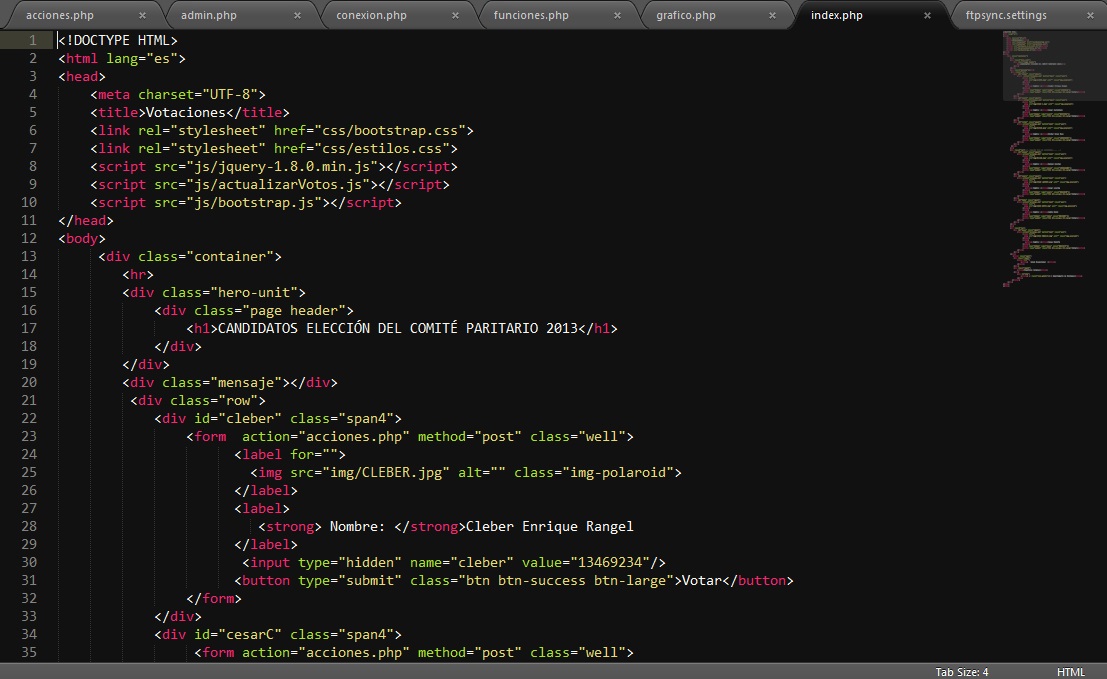 acciones.php × admin.php × conexion.php × funciones.php × grafico.php × index.php × ftpsync.settings ×
1 <!DOCTYPE HTML>
2 <html lang="es">
3 <head>
4 <meta charset="UTF-8">
5 <title>Votaciones</title>
6 <link rel="stylesheet" href="css/bootstrap.css">
7 <link rel="stylesheet" href="css/estilos.css">
8 <script src="js/jquery-1.8.0.min.js"></script>
9 <script src="js/actualizarVotos.js"></script>
10 <script src="js/bootstrap.js"></script>
11 </head>
12 <body>
13 <div class="container">
14 <hr>
15 <div class="hero-unit">
16 <div class="page header">
17 <h1>CANDIDATOS ELECCIÓN DEL COMITÉ PARITARIO 2013</h1>
18 </div>
19 </div>
20 <div class="mensaje"></div>
21 <div class="row">
22 <div id="cleber" class="span4">
23 <form  action="acciones.php" method="post" class="well">
24 <label for="">
25 <img src="img/CLEBER.jpg" alt="" class="img-polaroid">
26 </label>
27 <label>
28 <strong> Nombre: </strong>Cleber Enrique Rangel
29 </label>
30 <input type="hidden" name="cleber" value="13469234"/>
31 <button type="submit" class="btn btn-success btn-large">Votar</button>
32 </form>
33 </div>
34 <div id="cesarC" class="span4">
35 <form action="acciones.php" method="post" class="well">
Tab Size: 4 HTML